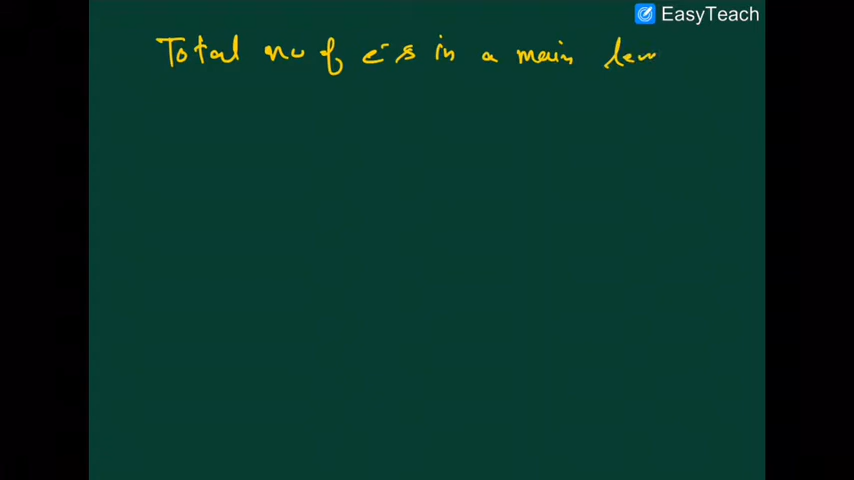 EasyTeach
Total no of e⁻s in a main lev